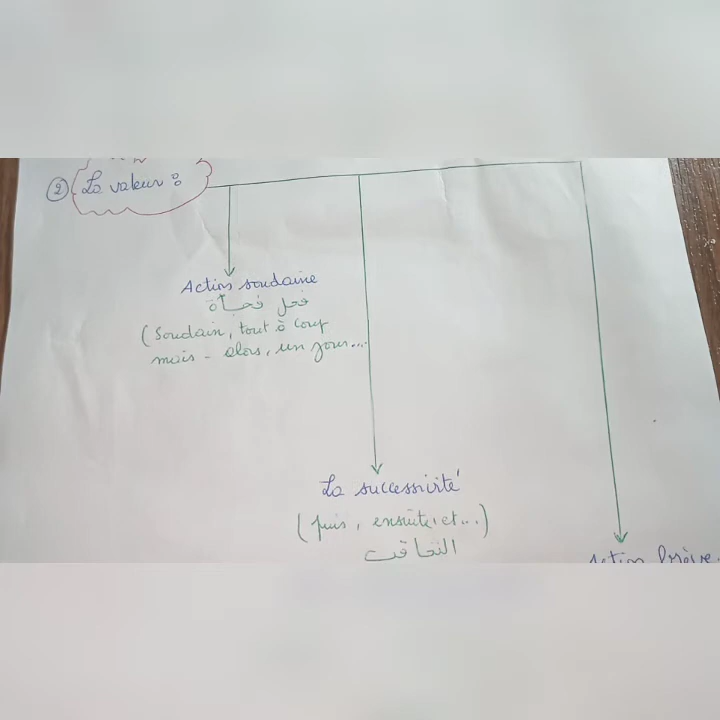 ② La valeur :
Action soudaine
فعل فجأة
(Soudain, tout à coup
mais - alors, un jour...
La successivité
(puis, ensuite, et...)
التعاقب
Action brève